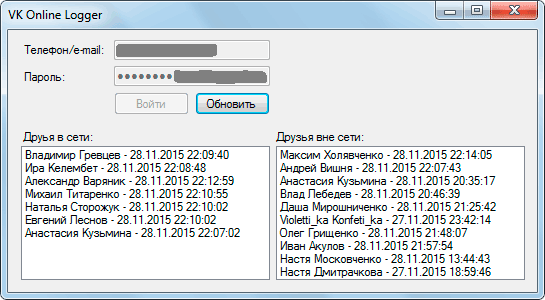 VK Online Logger
Телефон/e-mail:
Пароль:
Войти
Обновить
Друья в сети:
Владимир Гревцев - 28.11.2015 22:09:40
Ира Келембет - 28.11.2015 22:08:48
Александр Варяник - 28.11.2015 22:12:59
Михаил Титаренко - 28.11.2015 22:10:55
Наталья Сторожук - 28.11.2015 22:10:02
Евгений Леснов - 28.11.2015 22:10:02
Анастасия Кузьмина - 28.11.2015 22:07:02
Друзья вне сети:
Максим Холявченко - 28.11.2015 22:14:05
Андрей Вишня - 28.11.2015 22:07:43
Анастасия Кузьмина - 28.11.2015 20:35:17
Влад Лебедев - 28.11.2015 20:46:39
Даша Мирошниченко - 28.11.2015 21:25:42
Violetti_ka Konfeti_ka - 27.11.2015 23:42:14
Олег Грищенко - 28.11.2015 21:48:07
Иван Акулов - 28.11.2015 21:57:54
Настя Московченко - 28.11.2015 13:44:43
Настя Дмитрачкова - 27.11.2015 18:59:46